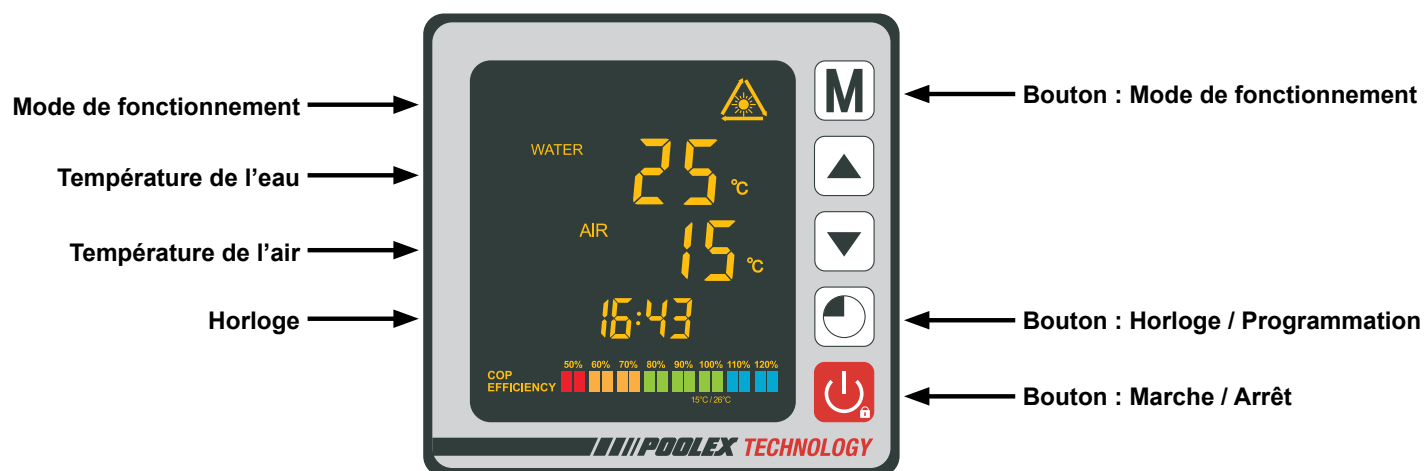 Mode de fonctionnement
Température de l'eau
Température de l'air
Horloge
WATER 25 °C
AIR 15 °C
16:43
50% 60% 70% 80% 90% 100% 110% 120%
COP
EFFICIENCY
15°C / 26°C
POOLEX TECHNOLOGY
M
Bouton : Mode de fonctionnement
Bouton : Horloge / Programmation
Bouton : Marche / Arrêt